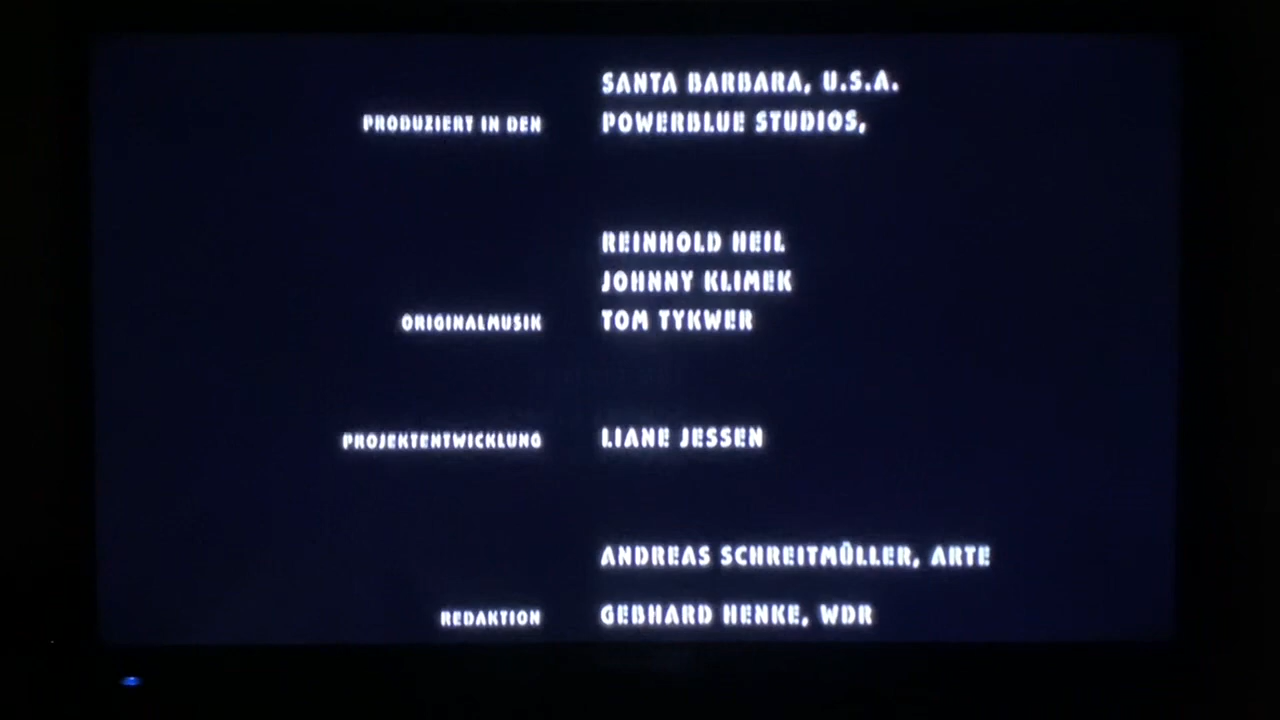 SANTA BARBARA, U.S.A.
PRODUZIERT IN DEN POWERBLUE STUDIOS,
REINHOLD HEIL
JOHNNY KLIMEK
ORIGINALMUSIK TOM TYKWER
PROJEKTENTWICKLUNG LIANE JESSEN
ANDREAS SCHREITMÜLLER, ARTE
REDAKTION GEBHARD HENKE, WDR